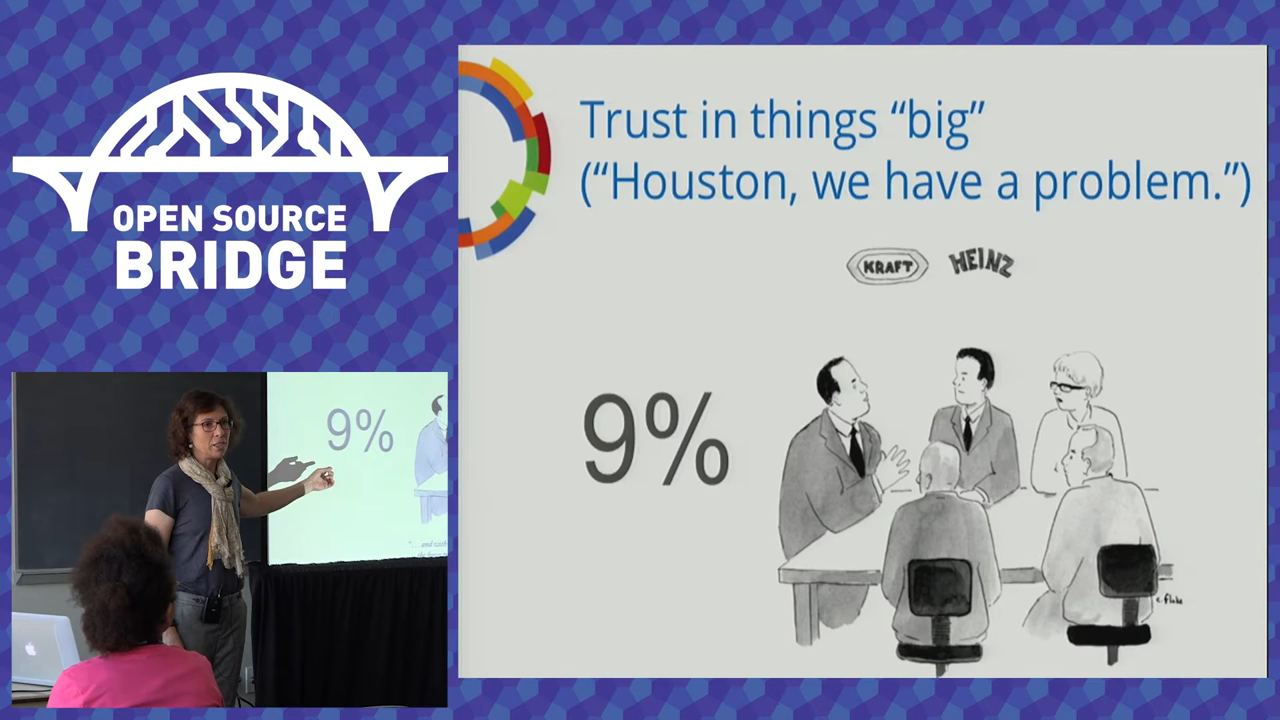 OPEN SOURCE
BRIDGE
Trust in things “big”
(“Houston, we have a problem.”)
KRAFT
HEINZ
9%
9%